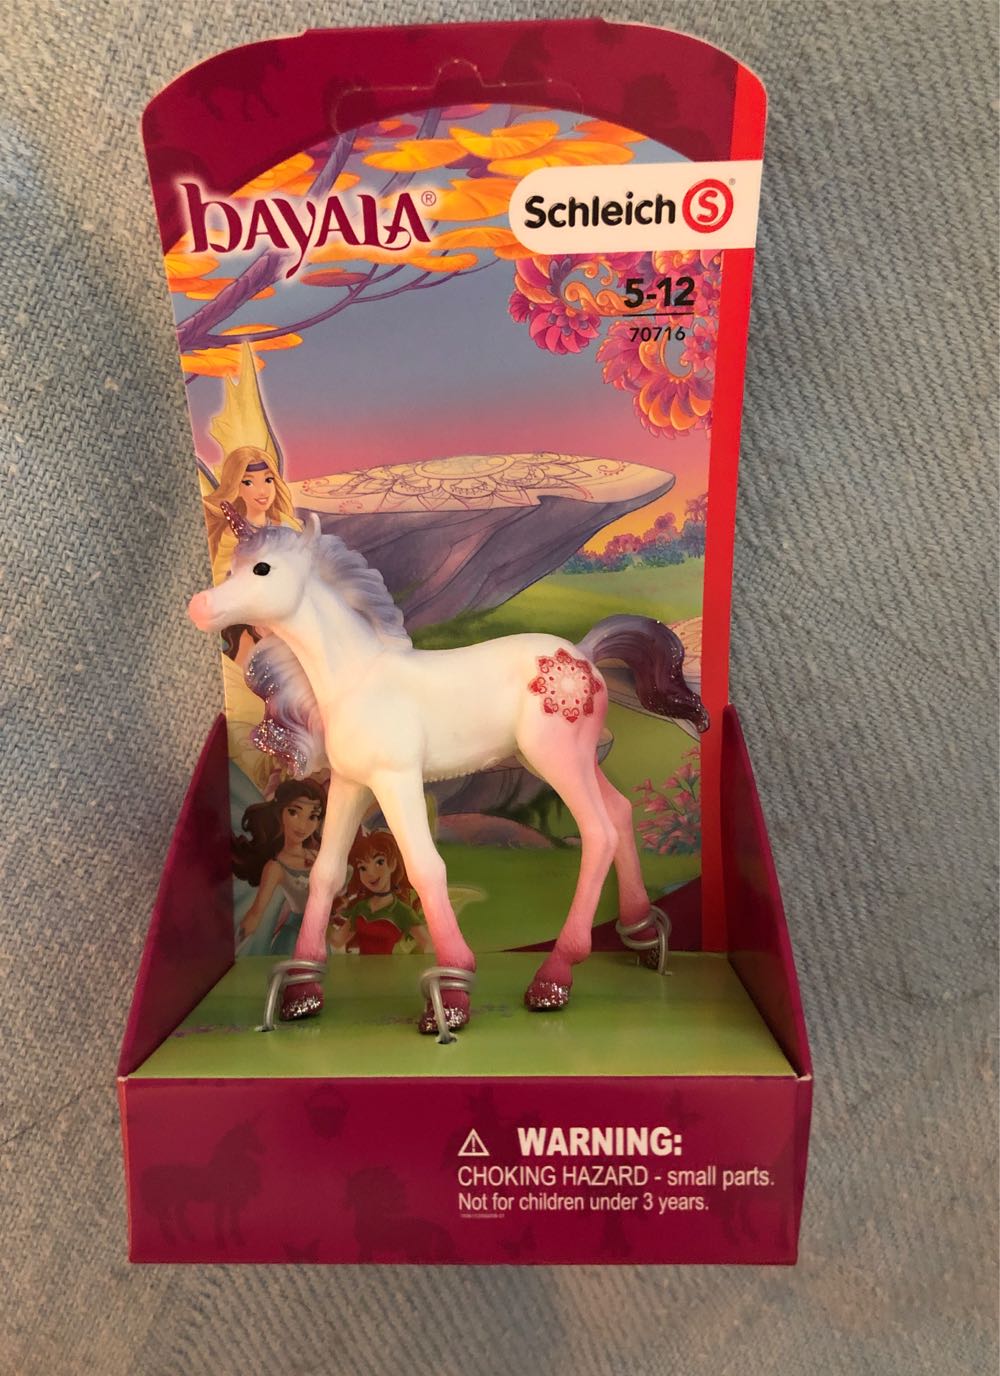 bAYALA®
Schleich S®
5-12
70716
⚠ WARNING:
CHOKING HAZARD - small parts.
Not for children under 3 years.